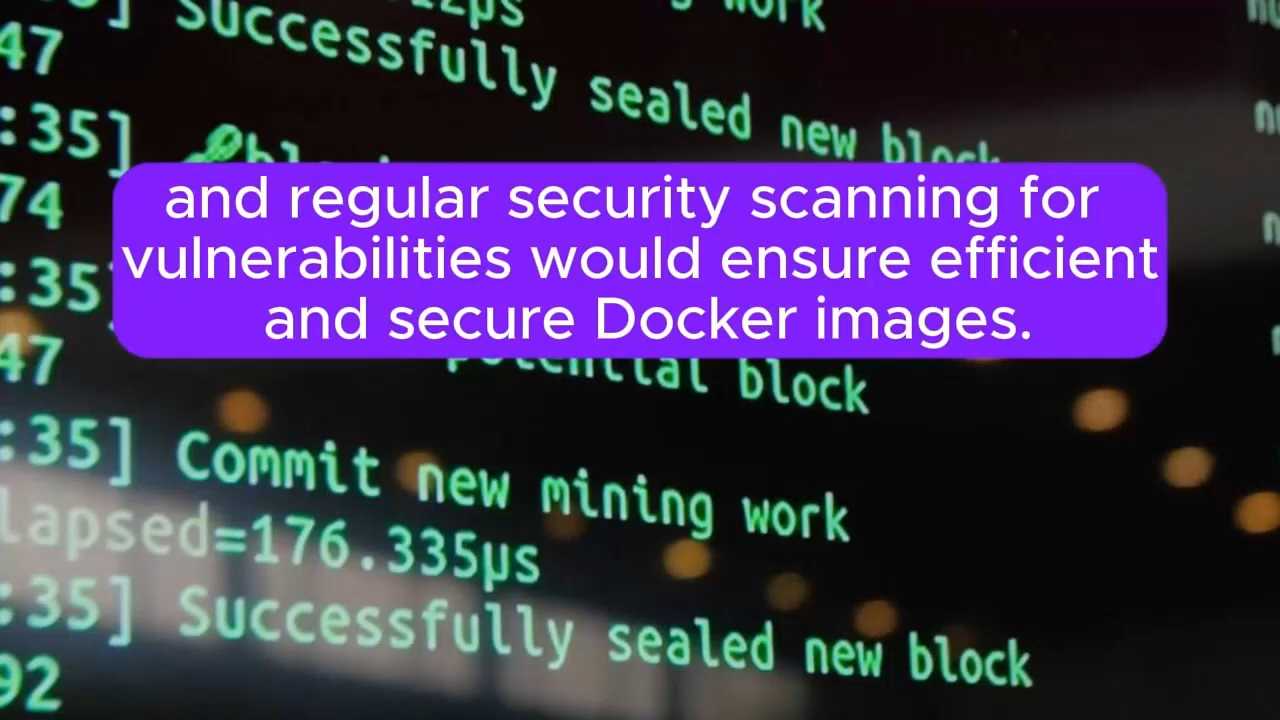 Successfully sealed new block
47
:35]
74
and regular security scanning for
vulnerabilities would ensure efficient
and secure Docker images.
:35
47
potential block
:35] Commit new mining work
lapsed=176.335µs
:35] Successfully sealed new block
92